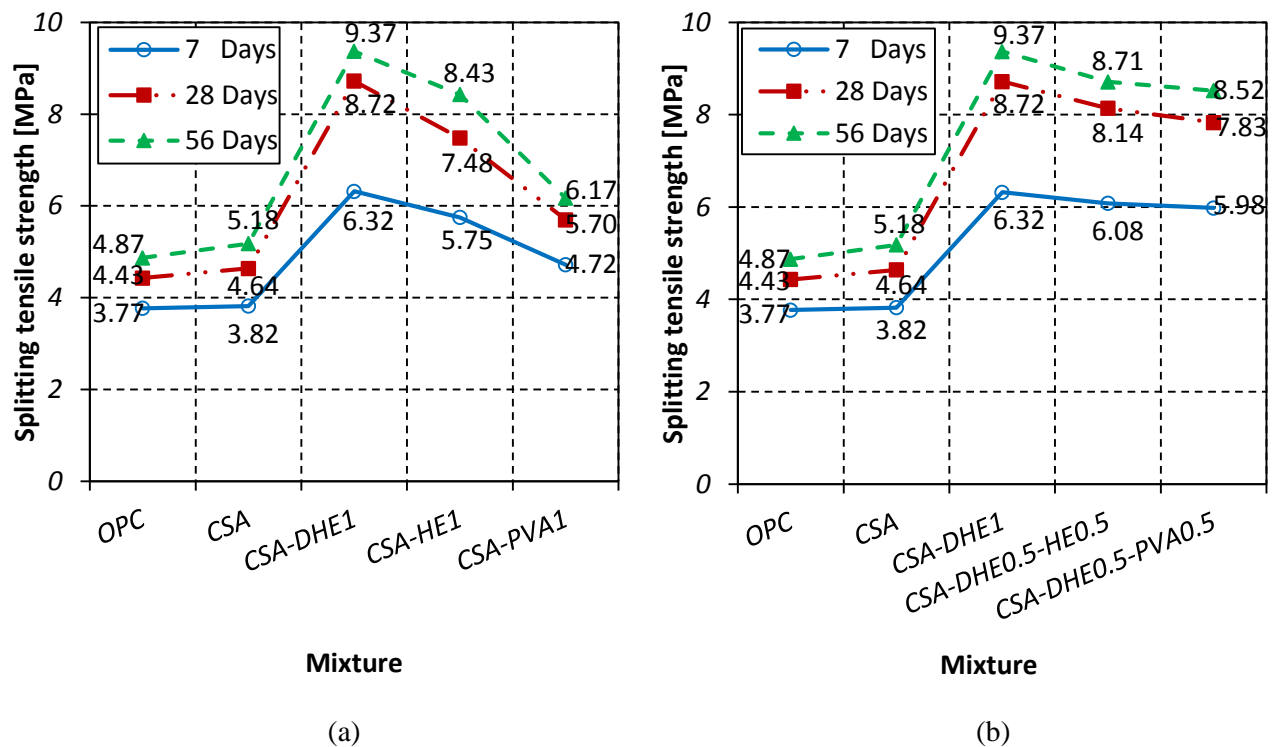 10
8
6
4
2
0
Splitting tensile strength [MPa]
7 Days
28 Days
56 Days
9.37
8.43
8.72
7.48
6.17
5.70
6.32
5.75
4.72
5.18
4.87
4.43
4.64
3.77
3.82
OPC
CSA
CSA-DHE1
CSA-HE1
CSA-PVA1
Mixture
(a)
10
8
6
4
2
0
Splitting tensile strength [MPa]
7 Days
28 Days
56 Days
9.37
8.71
8.52
8.72
8.14
7.83
6.32
6.08
5.98
5.18
4.87
4.43
4.64
3.77
3.82
OPC
CSA
CSA-DHE1
CSA-DHE0.5-HE0.5
CSA-DHE0.5-PVA0.5
Mixture
(b)